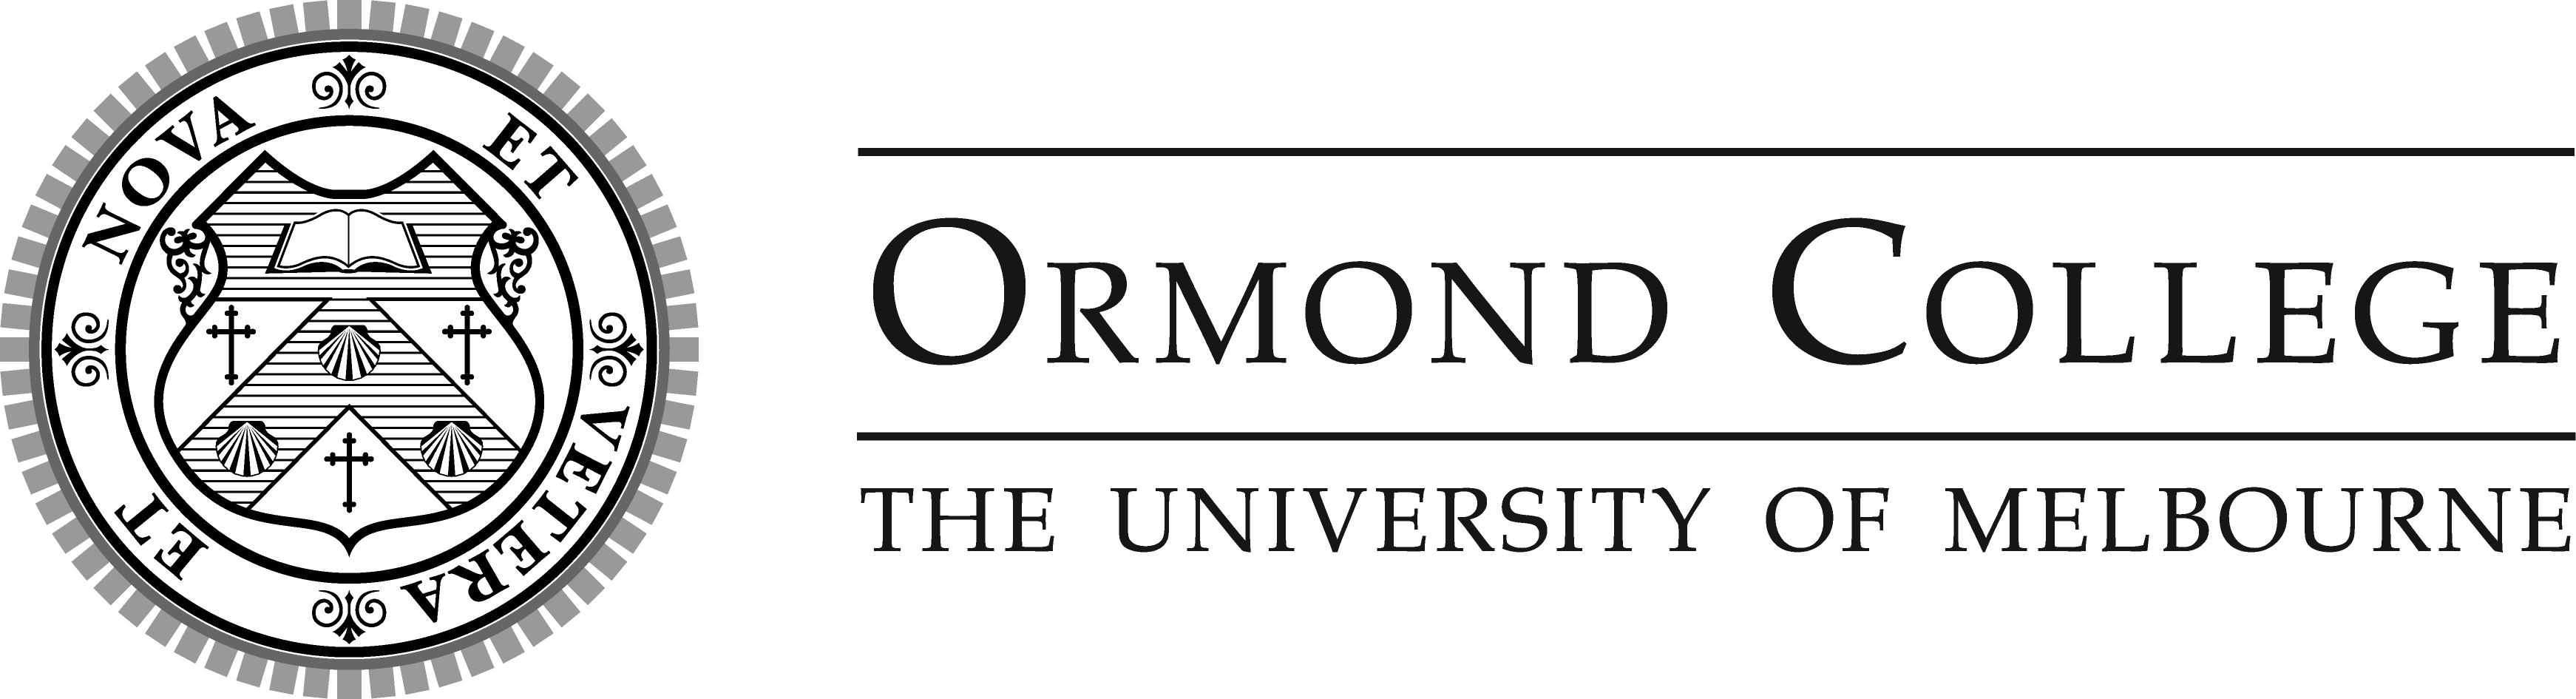 ET NOVA ET VETERA
ORMOND COLLEGE
THE UNIVERSITY OF MELBOURNE